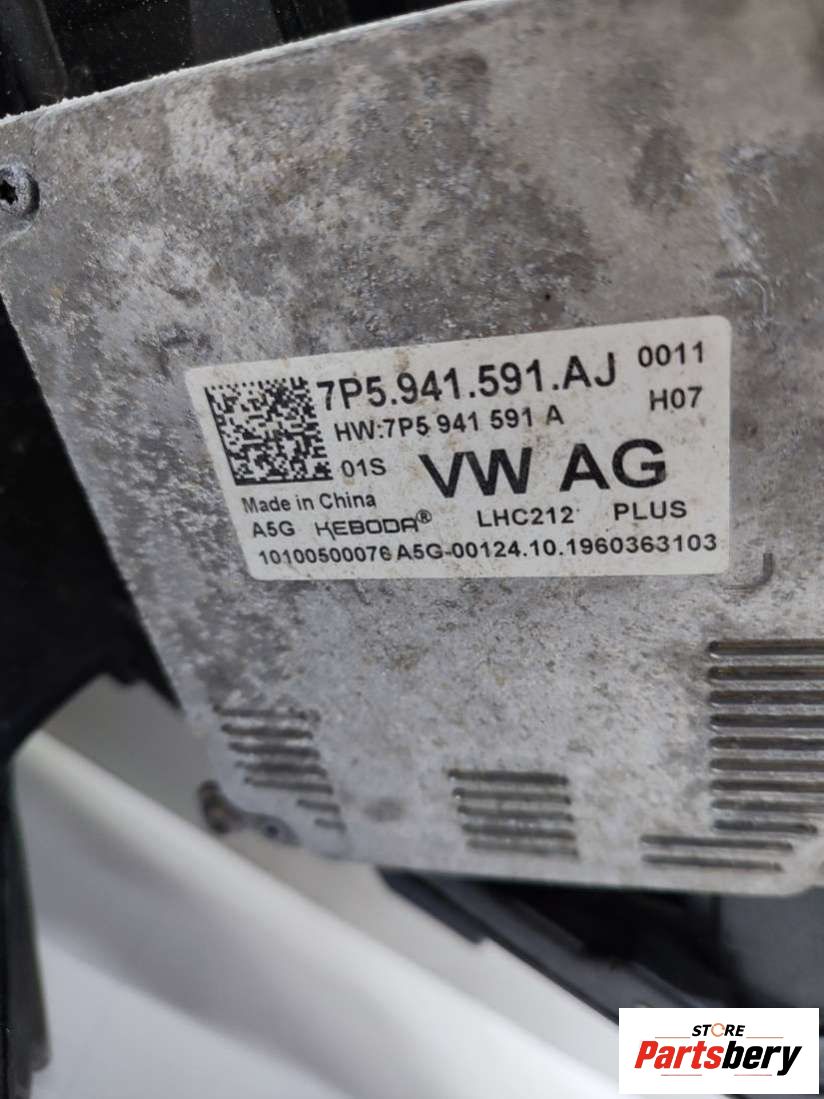 7P5.941.591.AJ 0011
HW:7P5 941 591 A H07
01S VW AG
Made in China
A5G KEBODA® LHC212 PLUS
10100500076 A5G-00124.10.1960363103
STORE
Partsbery